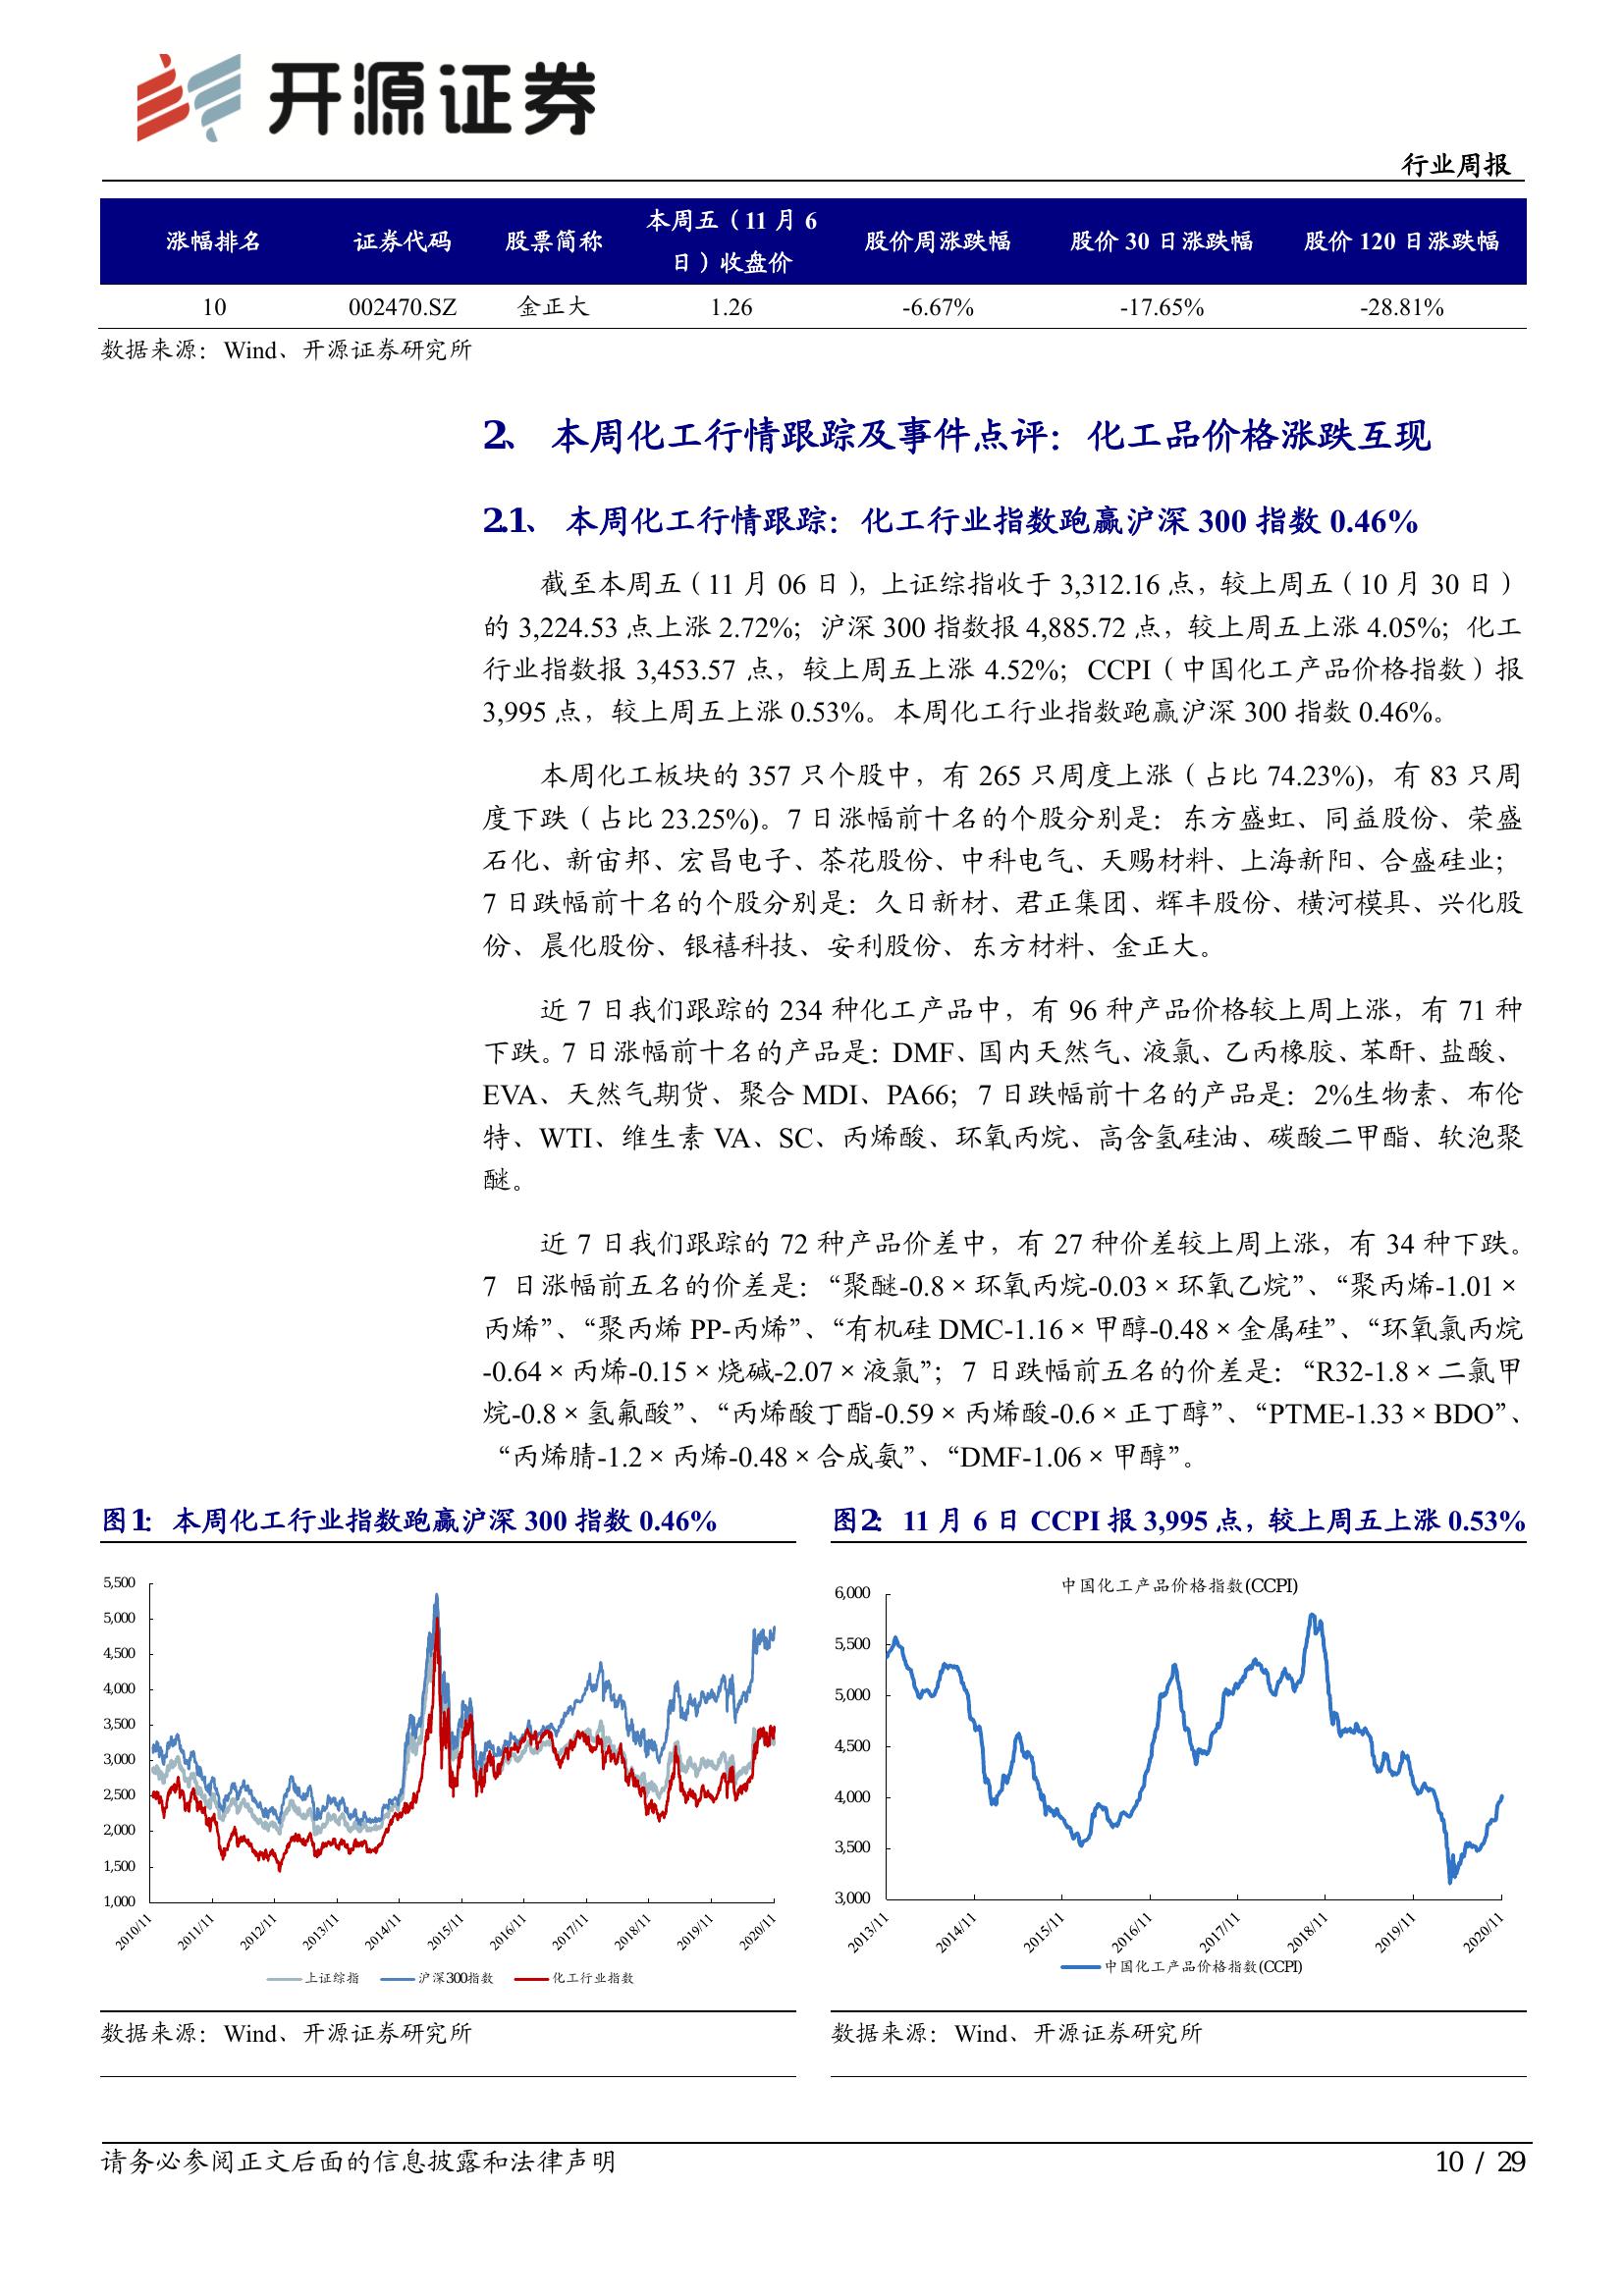 开源证券
行业周报
涨幅排名 证券代码 股票简称 本周五（11 月 6 日）收盘价 股价周涨跌幅 股价 30 日涨跌幅 股价 120 日涨跌幅
10 002470.SZ 金正大 1.26 -6.67% -17.65% -28.81%
数据来源：Wind、开源证券研究所
2、 本周化工行情跟踪及事件点评：化工品价格涨跌互现
2.1、 本周化工行情跟踪：化工行业指数跑赢沪深 300 指数 0.46%
截至本周五（11 月 06 日），上证综指收于 3,312.16 点，较上周五（10 月 30 日）
的 3,224.53 点上涨 2.72%；沪深 300 指数报 4,885.72 点，较上周五上涨 4.05%；化工
行业指数报 3,453.57 点，较上周五上涨 4.52%；CCPI（中国化工产品价格指数）报
3,995 点，较上周五上涨 0.53%。本周化工行业指数跑赢沪深 300 指数 0.46%。
本周化工板块的 357 只个股中，有 265 只周度上涨（占比 74.23%)，有 83 只周
度下跌（占比 23.25%)。7 日涨幅前十名的个股分别是：东方盛虹、同益股份、荣盛
石化、新宙邦、宏昌电子、茶花股份、中科电气、天赐材料、上海新阳、合盛硅业；
7 日跌幅前十名的个股分别是：久日新材、君正集团、辉丰股份、横河模具、兴化股
份、晨化股份、银禧科技、安利股份、东方材料、金正大。
近 7 日我们跟踪的 234 种化工产品中，有 96 种产品价格较上周上涨，有 71 种
下跌。7 日涨幅前十名的产品是：DMF、国内天然气、液氯、乙丙橡胶、苯酐、盐酸、
EVA、天然气期货、聚合 MDI、PA66；7 日跌幅前十名的产品是：2%生物素、布伦
特、WTI、维生素 VA、SC、丙烯酸、环氧丙烷、高含氢硅油、碳酸二甲酯、软泡聚
醚。
近 7 日我们跟踪的 72 种产品价差中，有 27 种价差较上周上涨，有 34 种下跌。
7 日涨幅前五名的价差是：“聚醚-0.8×环氧丙烷-0.03×环氧乙烷”、“聚丙烯-1.01×
丙烯”、“聚丙烯 PP-丙烯”、“有机硅 DMC-1.16×甲醇-0.48×金属硅”、“环氧氯丙烷
-0.64×丙烯-0.15×烧碱-2.07×液氯”；7 日跌幅前五名的价差是：“R32-1.8×二氯甲
烷-0.8×氢氟酸”、“丙烯酸丁酯-0.59×丙烯酸-0.6×正丁醇”、“PTME-1.33×BDO”、
“丙烯腈-1.2×丙烯-0.48×合成氨”、“DMF-1.06×甲醇”。
图1： 本周化工行业指数跑赢沪深 300 指数 0.46%
5,500
5,000
4,500
4,000
3,500
3,000
2,500
2,000
1,500
1,000
2010/11 2011/11 2012/11 2013/11 2014/11 2015/11 2016/11 2017/11 2018/11 2019/11 2020/11
上证综指 沪深300指数 化工行业指数
数据来源：Wind、开源证券研究所
图2： 11 月 6 日 CCPI 报 3,995 点，较上周五上涨 0.53%
中国化工产品价格指数(CCPI)
6,000
5,500
5,000
4,500
4,000
3,500
3,000
2013/11 2014/11 2015/11 2016/11 2017/11 2018/11 2019/11 2020/11
中国化工产品价格指数(CCPI)
数据来源：Wind、开源证券研究所
请务必参阅正文后面的信息披露和法律声明
10 / 29